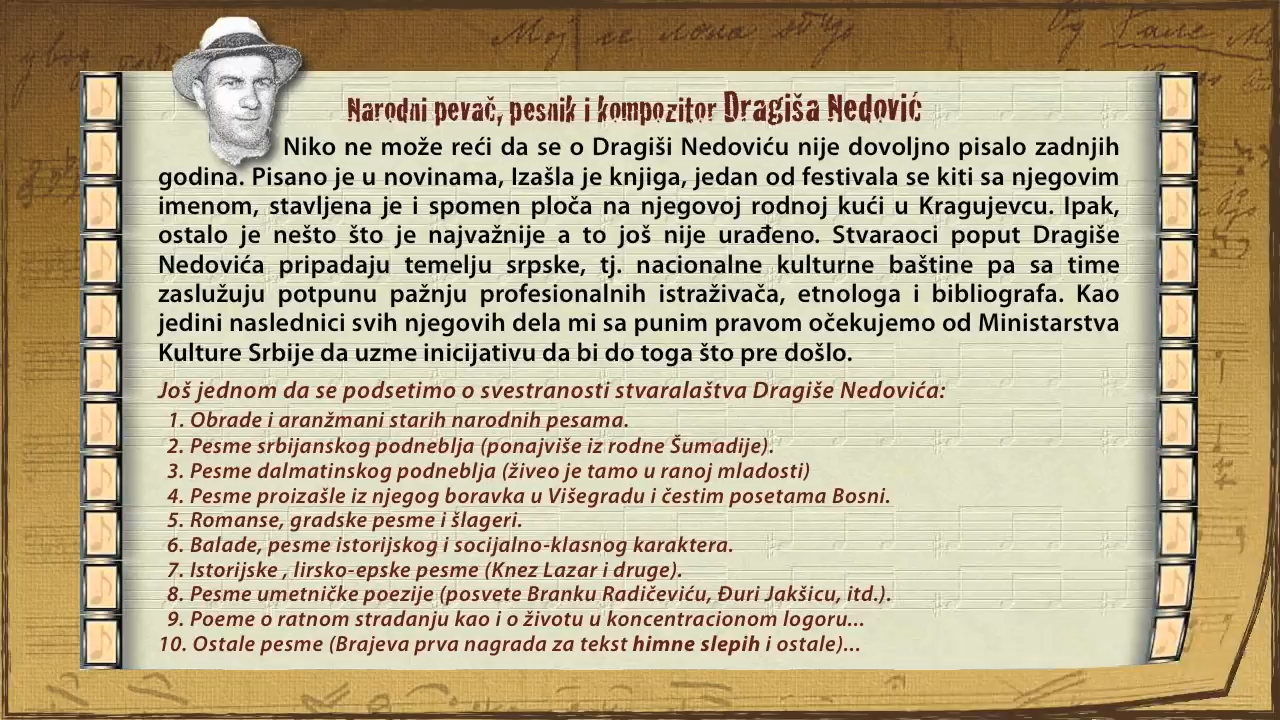 Moj se lopa
Narodni pevač, pesnik i kompozitor Dragiša Nedović
Niko ne može reći da se o Dragiši Nedoviću nije dovoljno pisalo zadnjih
godina. Pisano je u novinama, Izašla je knjiga, jedan od festivala se kiti sa njegovim
imenom, stavljena je i spomen ploča na njegovoj rodnoj kući u Kragujevcu. Ipak,
ostalo je nešto što je najvažnije a to još nije urađeno. Stvaraoci poput Dragiše
Nedovića pripadaju temelju srpske, tj. nacionalne kulturne baštine pa sa time
zaslužuju potpunu pažnju profesionalnih istraživača, etnologa i bibliografa. Kao
jedini naslednici svih njegovih dela mi sa punim pravom očekujemo od Ministarstva
Kulture Srbije da uzme inicijativu da bi do toga što pre došlo.
Još jednom da se podsetimo o svestranosti stvaralaštva Dragiše Nedovića:
1. Obrade i aranžmani starih narodnih pesama.
2. Pesme srbijanskog podneblja (ponajviše iz rodne Šumadije).
3. Pesme dalmatinskog podneblja (živeo je tamo u ranoj mladosti)
4. Pesme proizašle iz njegog boravka u Višegradu i čestim posetama Bosni.
5. Romanse, gradske pesme i šlageri.
6. Balade, pesme istorijskog i socijalno-klasnog karaktera.
7. Istorijske , lirsko-epske pesme (Knez Lazar i druge).
8. Pesme umetničke poezije (posvete Branku Radičeviću, Đuri Jakšicu, itd.).
9. Poeme o ratnom stradanju kao i o životu u koncentracionom logoru...
10. Ostale pesme (Brajeva prva nagrada za tekst himne slepih i ostale)...